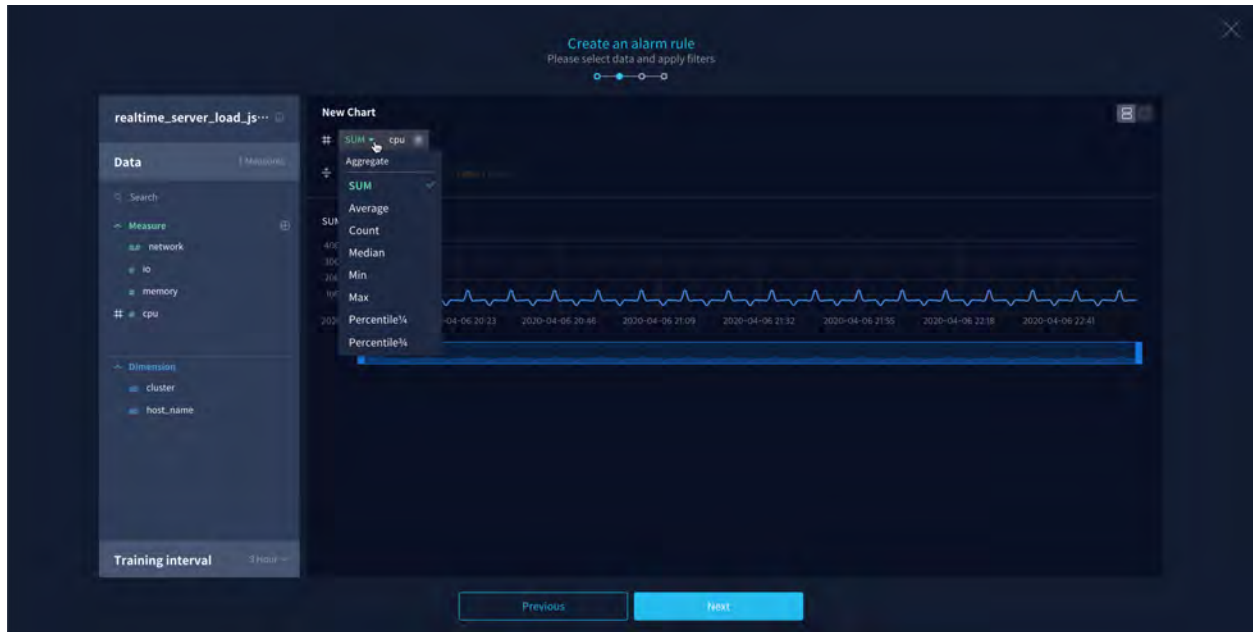 Create an alarm rule
Please select data and apply filters
realtime_server_load_js···
New Chart
# SUM cpu
Data
Aggregate
Search
SUM
Average
Measure
SUM
Count
network
Median
io
Min
memory
Max
# cpu
Percentile¼
-04-06 20:23 2020-04-06 20:46 2020-04-06 21:09 2020-04-06 21:32 2020-04-06 21:55 2020-04-06 22:18 2020-04-06 22:41
Percentile¾
Dimension
cluster
host_name
Training interval
Previous
Next